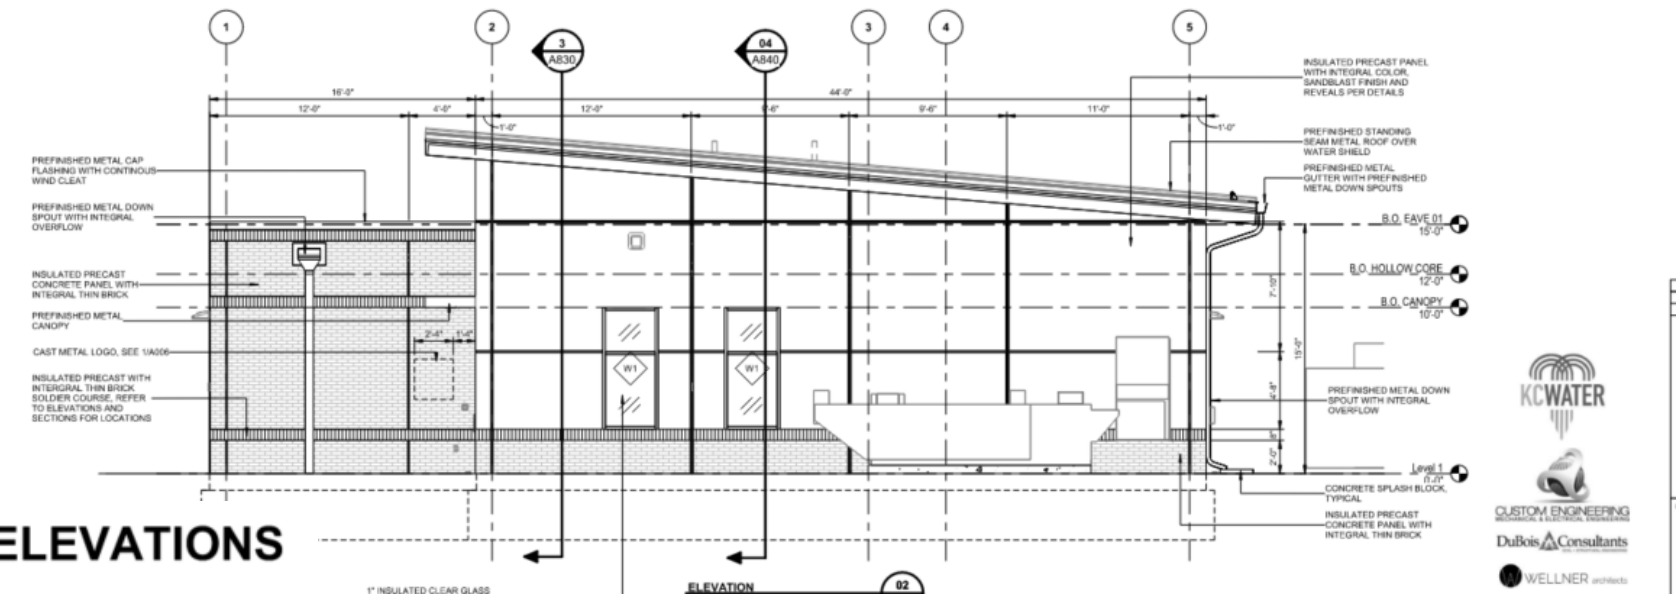 1
2
3
4
5
3
A830
04
A840
16'-0"
44'-0"
12'-0"
4'-0"
1'-0"
12'-0"
9'-6"
11'-0"
1'-0"
INSULATED PRECAST PANEL
WITH INTEGRAL COLOR,
SANDBLAST FINISH AND
REVEALS PER DETAILS
PREFINISHED STANDING
SEAM METAL ROOF OVER
WATER SHIELD
PREFINISHED METAL
GUTTER WITH PREFINISHED
METAL DOWN SPOUTS
PREFINISHED METAL CAP
FLASHING WITH CONTINOUS
WIND CLEAT
PREFINISHED METAL DOWN
SPOUT WITH INTEGRAL
OVERFLOW
INSULATED PRECAST
CONCRETE PANEL WITH
INTEGRAL THIN BRICK
PREFINISHED METAL
CANOPY
CAST METAL LOGO, SEE 1/A006
INSULATED PRECAST WITH
INTERGRAL THIN BRICK
SOLDIER COURSE, REFER
TO ELEVATIONS AND
SECTIONS FOR LOCATIONS
2'-4"
1'-4"
W1
W1
B.O. EAVE 01
15'-0"
B.O. HOLLOW CORE
12'-0"
B.O. CANOPY
10'-0"
7'-10"
15'-0"
4'-8"
8"
2'-0"
PREFINISHED METAL DOWN
SPOUT WITH INTEGRAL
OVERFLOW
Level 1
0'-0"
CONCRETE SPLASH BLOCK,
TYPICAL
INSULATED PRECAST
CONCRETE PANEL WITH
INTEGRAL THIN BRICK
ELEVATIONS
1" INSULATED CLEAR GLASS
ELEVATION
02
KCWATER
CUSTOM ENGINEERING
MECHANICAL & ELECTRICAL ENGINEERING
DuBois Consultants
W WELLNER architects